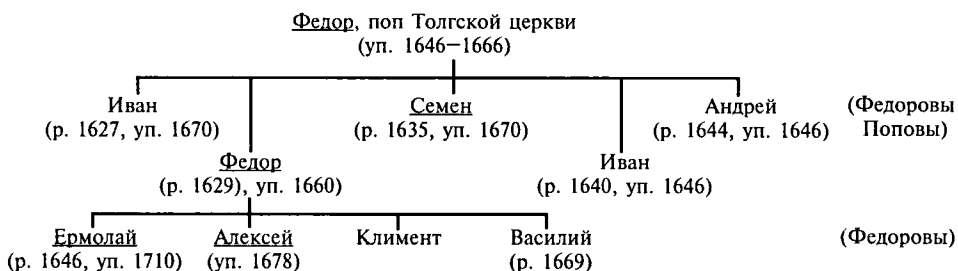 Федор, поп Толгской церкви
(уп. 1646—1666)
Иван
(р. 1627, уп. 1670)
Семен
(р. 1635, уп. 1670)
Андрей
(р. 1644, уп. 1646)
(Федоровы
Поповы)
Федор
(р. 1629), уп. 1660)
Иван
(р. 1640, уп. 1646)
Ермолай
(р. 1646, уп. 1710)
Алексей
(уп. 1678)
Климент
Василий
(р. 1669)
(Федоровы)